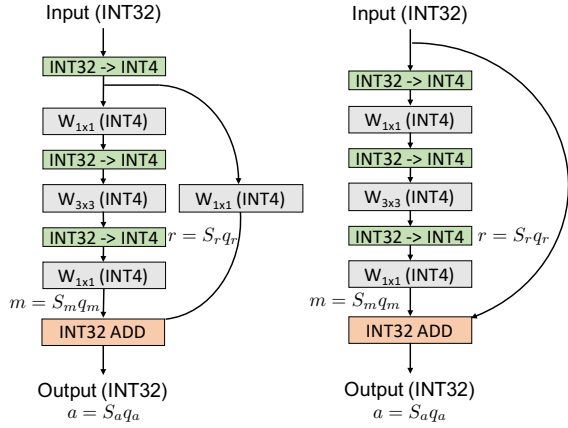 Input (INT32)
INT32 -> INT4
W1x1 (INT4)
INT32 -> INT4
W3x3 (INT4)
W1x1 (INT4)
INT32 -> INT4
r = Srqr
W1x1 (INT4)
m = Smqm
INT32 ADD
Output (INT32)
a = Saqa
Input (INT32)
INT32 -> INT4
W1x1 (INT4)
INT32 -> INT4
W3x3 (INT4)
INT32 -> INT4
r = Srqr
W1x1 (INT4)
m = Smqm
INT32 ADD
Output (INT32)
a = Saqa